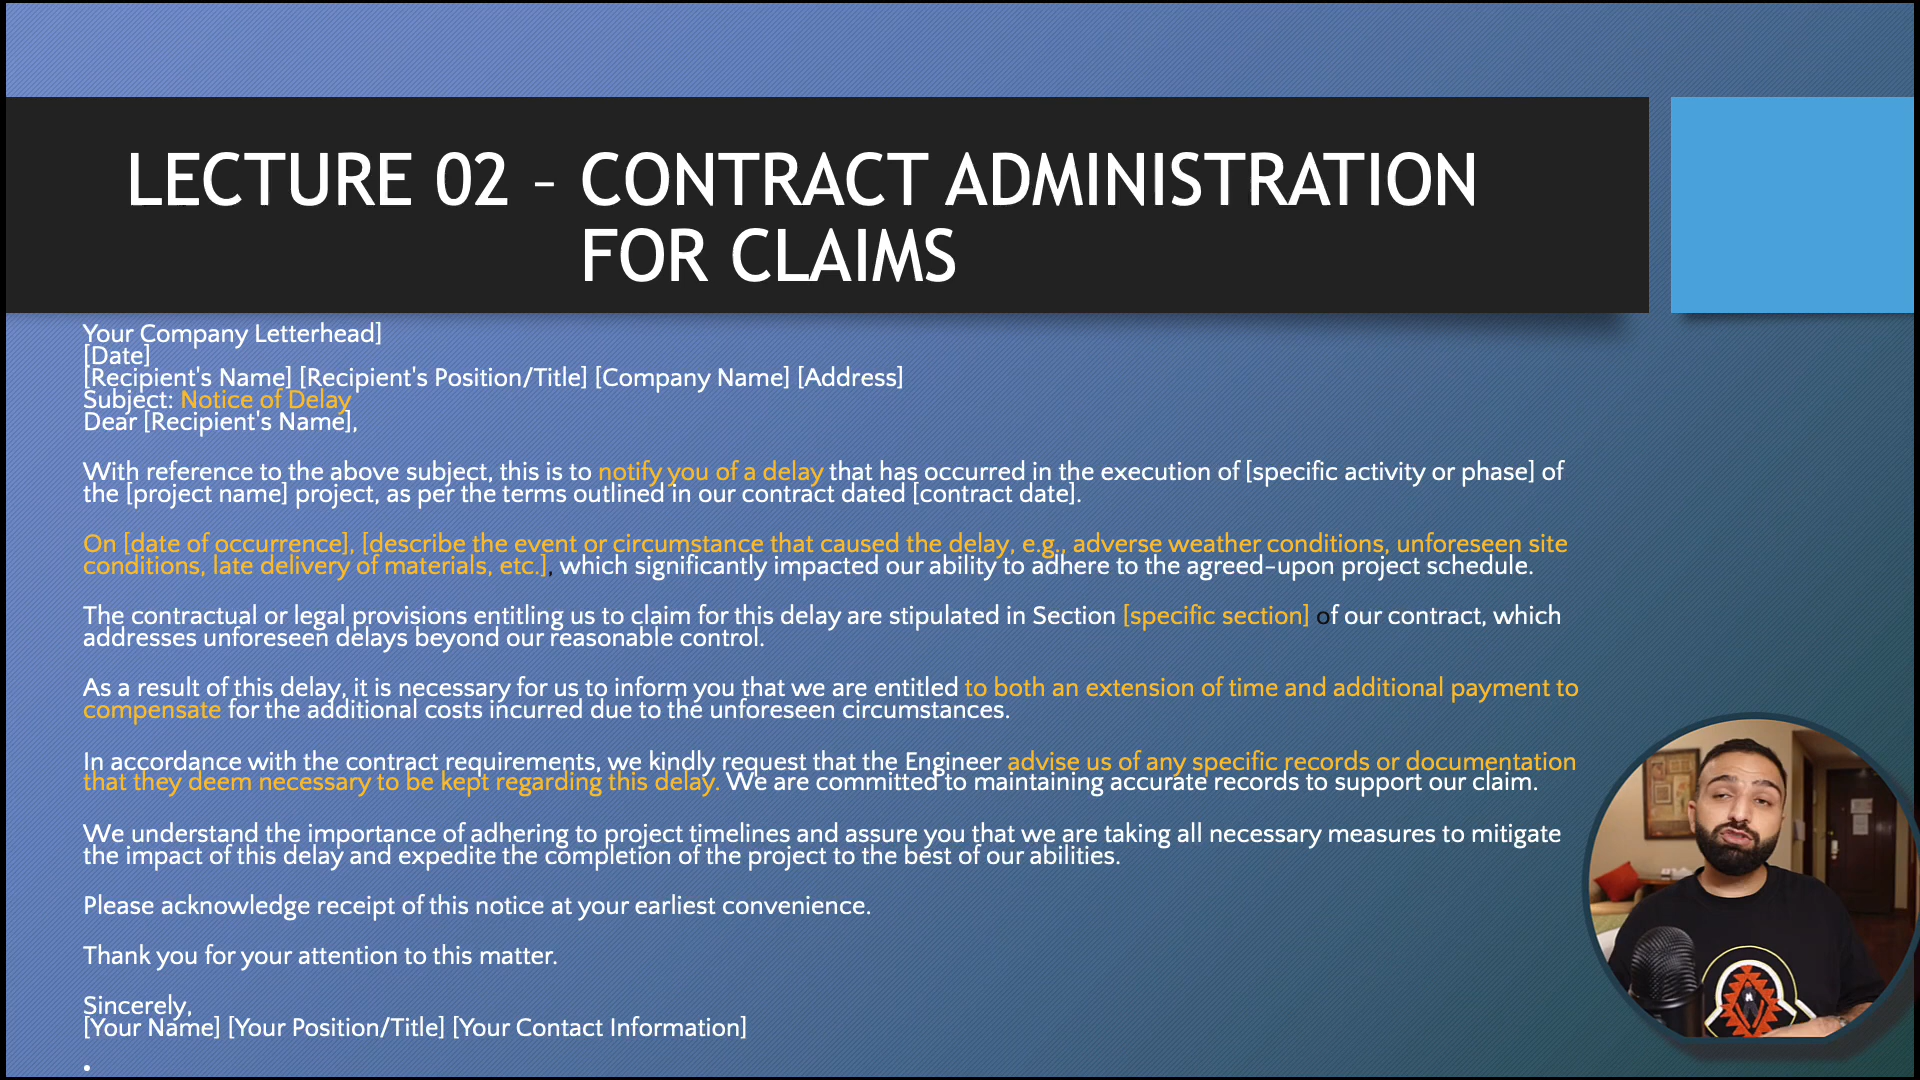 LECTURE 02 – CONTRACT ADMINISTRATION
FOR CLAIMS
Your Company Letterhead]
[Date]
[Recipient's Name] [Recipient's Position/Title] [Company Name] [Address]
Subject: Notice of Delay
Dear [Recipient's Name],
With reference to the above subject, this is to notify you of a delay that has occurred in the execution of [specific activity or phase] of
the [project name] project, as per the terms outlined in our contract dated [contract date].
On [date of occurrence], [describe the event or circumstance that caused the delay, e.g., adverse weather conditions, unforeseen site
conditions, late delivery of materials, etc.], which significantly impacted our ability to adhere to the agreed-upon project schedule.
The contractual or legal provisions entitling us to claim for this delay are stipulated in Section [specific section] of our contract, which
addresses unforeseen delays beyond our reasonable control.
As a result of this delay, it is necessary for us to inform you that we are entitled to both an extension of time and additional payment to
compensate for the additional costs incurred due to the unforeseen circumstances.
In accordance with the contract requirements, we kindly request that the Engineer advise us of any specific records or documentation
that they deem necessary to be kept regarding this delay. We are committed to maintaining accurate records to support our claim.
We understand the importance of adhering to project timelines and assure you that we are taking all necessary measures to mitigate
the impact of this delay and expedite the completion of the project to the best of our abilities.
Please acknowledge receipt of this notice at your earliest convenience.
Thank you for your attention to this matter.
Sincerely,
[Your Name] [Your Position/Title] [Your Contact Information]